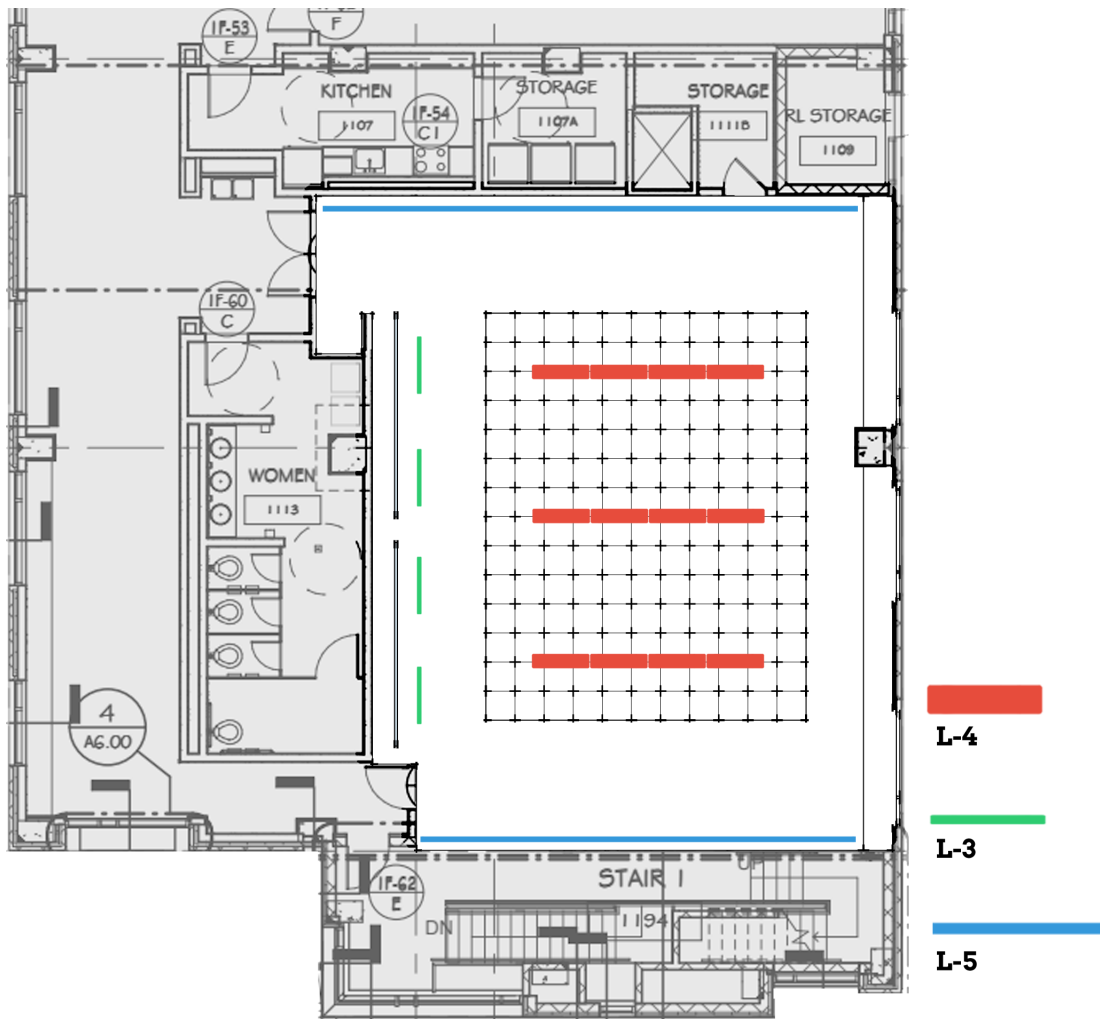 1F-53
E
F
KITCHEN
1107
1F-54
C1
STORAGE
1107A
STORAGE
1111B
RL STORAGE
1109
1F-60
C
WOMEN
1113
4
A6.00
L-4
L-3
L-5
1F-62
E
STAIR 1
UP
DN
1194